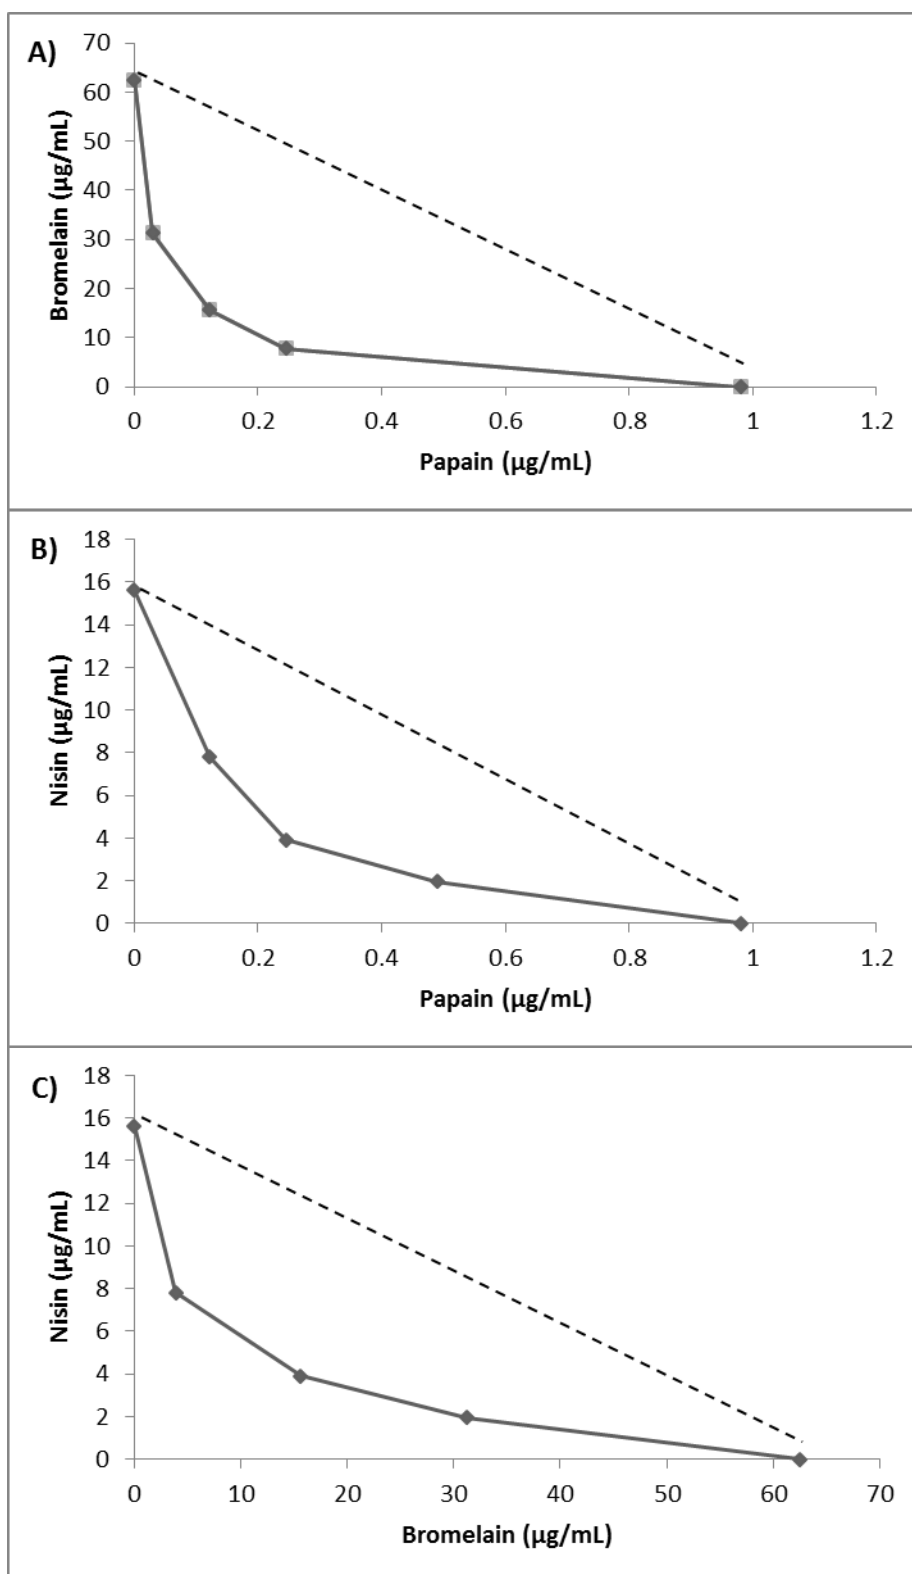 A)
Bromelain (µg/mL)
70
60
50
40
30
20
10
0
0 0.2 0.4 0.6 0.8 1 1.2
Papain (µg/mL)
B)
Nisin (µg/mL)
18
16
14
12
10
8
6
4
2
0
0 0.2 0.4 0.6 0.8 1 1.2
Papain (µg/mL)
C)
Nisin (µg/mL)
18
16
14
12
10
8
6
4
2
0
0 10 20 30 40 50 60 70
Bromelain (µg/mL)